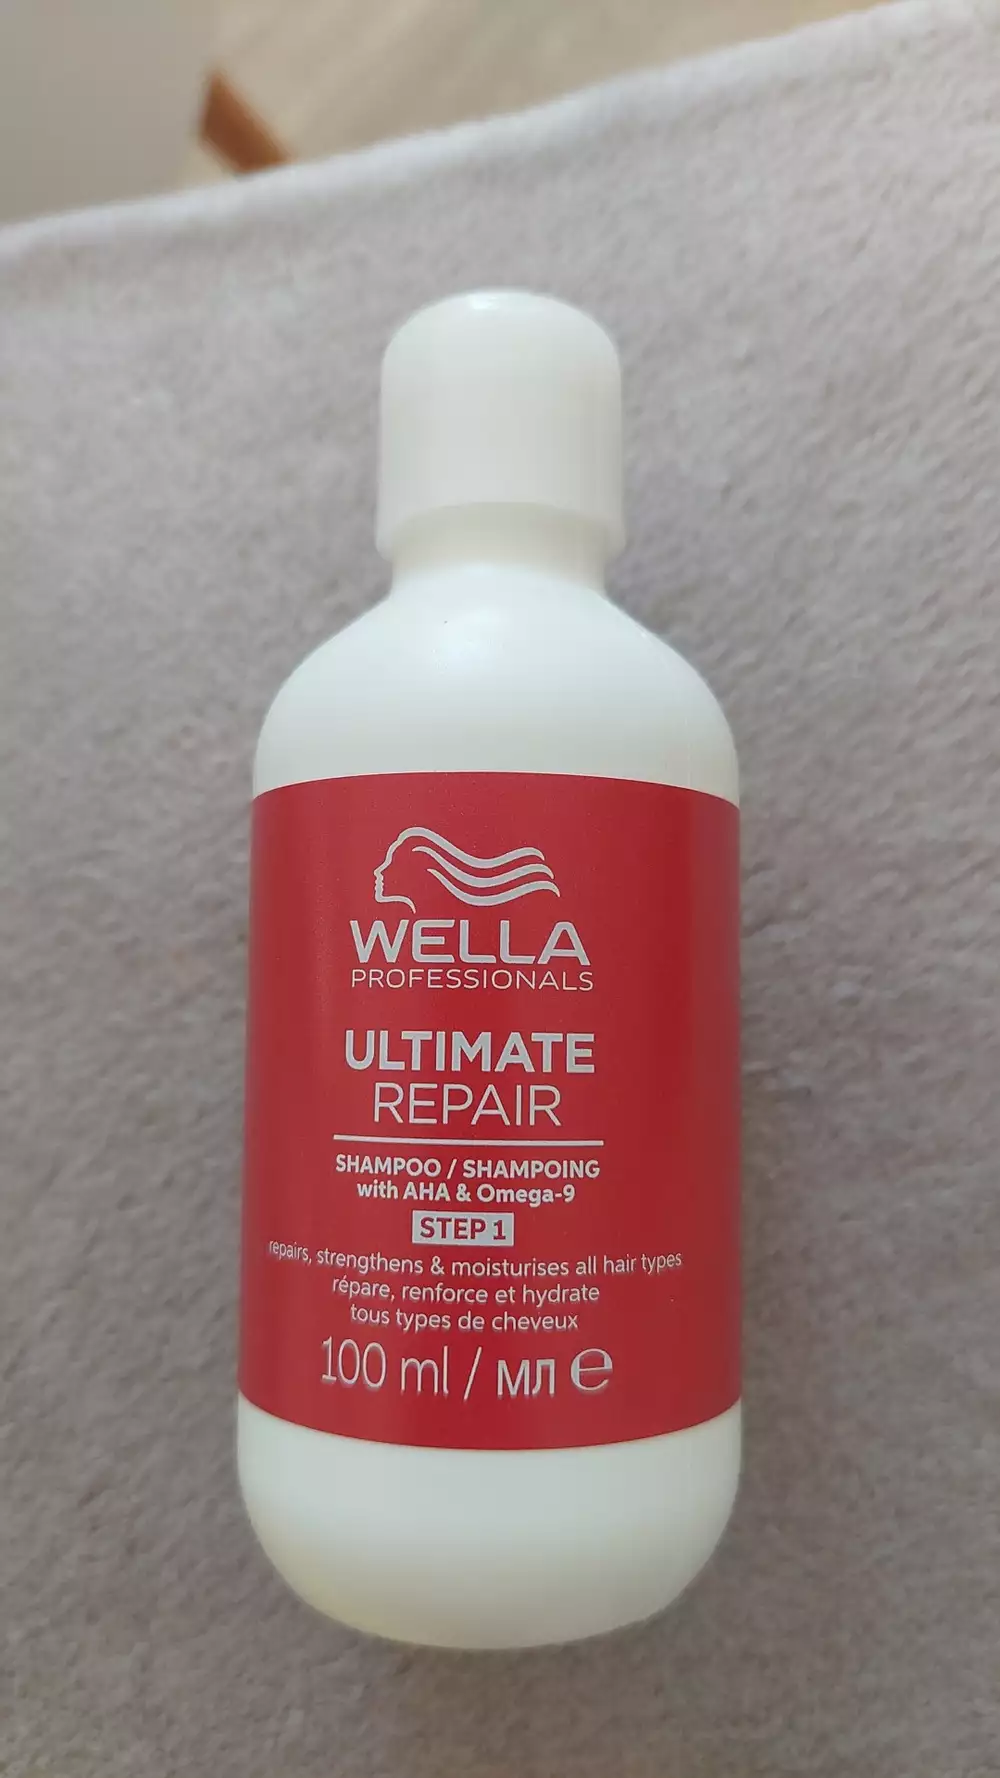 WELLA
PROFESSIONALS
ULTIMATE
REPAIR
SHAMPOO / SHAMPOING
with AHA & Omega-9
STEP 1
repairs, strengthens & moisturises all hair types
répare, renforce et hydrate
tous types de cheveux
100 ml / мл e